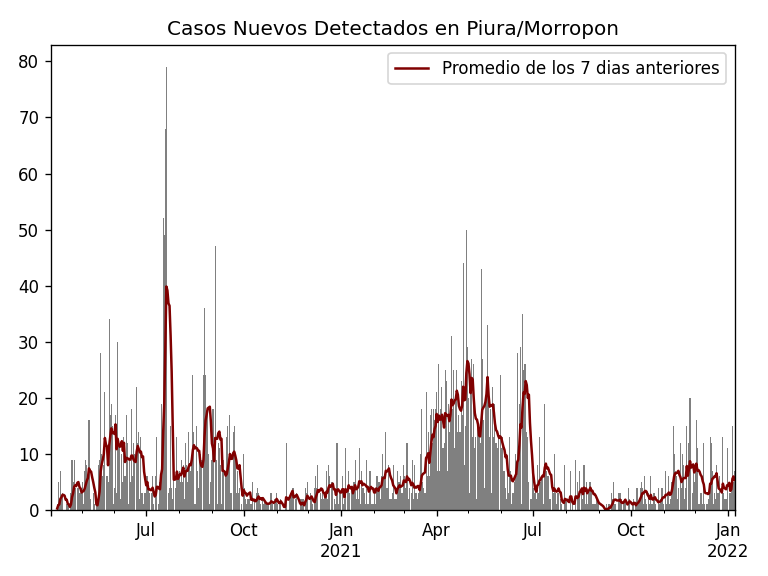 Casos Nuevos Detectados en Piura/Morropon
Promedio de los 7 dias anteriores
80
70
60
50
40
30
20
10
0
Jul
Oct
Jan
2021
Apr
Jul
Oct
Jan
2022